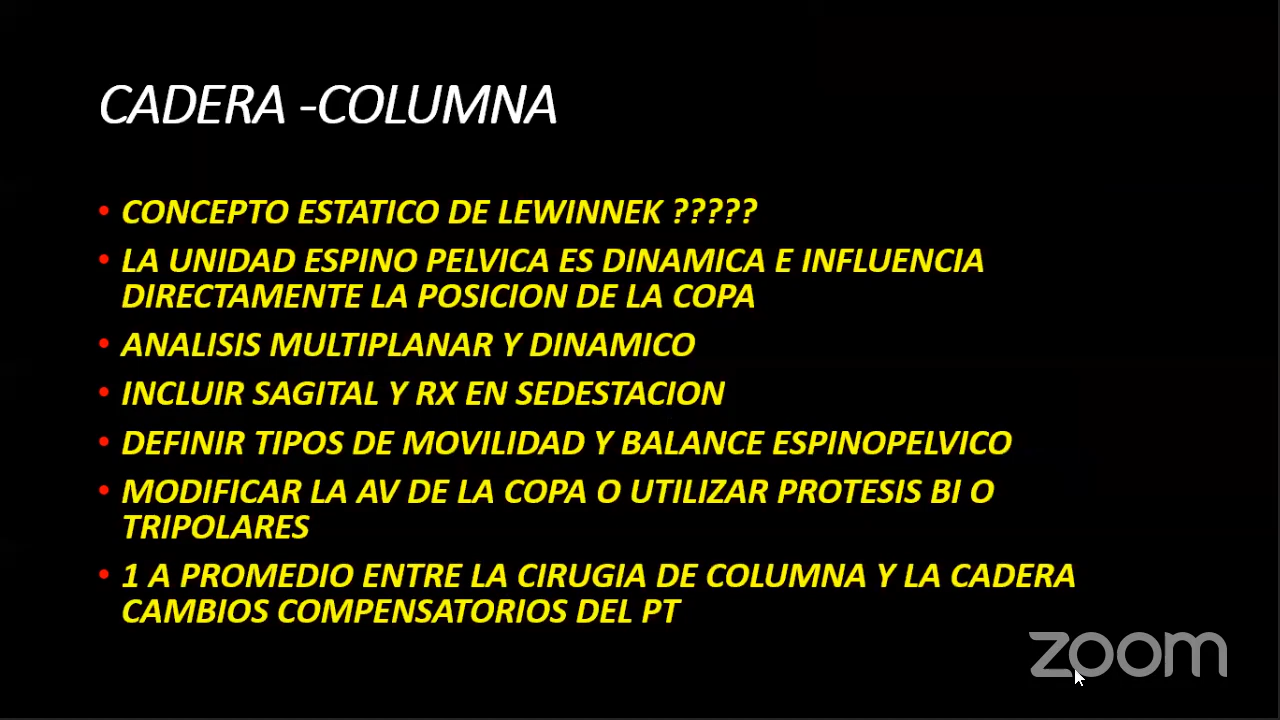 CADERA -COLUMNA
• CONCEPTO ESTATICO DE LEWINNEK ?????
• LA UNIDAD ESPINO PELVICA ES DINAMICA E INFLUENCIA
DIRECTAMENTE LA POSICION DE LA COPA
• ANALISIS MULTIPLANAR Y DINAMICO
• INCLUIR SAGITAL Y RX EN SEDESTACION
• DEFINIR TIPOS DE MOVILIDAD Y BALANCE ESPINOPELVICO
• MODIFICAR LA AV DE LA COPA O UTILIZAR PROTESIS BI O
TRIPOLARES
• 1 A PROMEDIO ENTRE LA CIRUGIA DE COLUMNA Y LA CADERA
CAMBIOS COMPENSATORIOS DEL PT
zoom